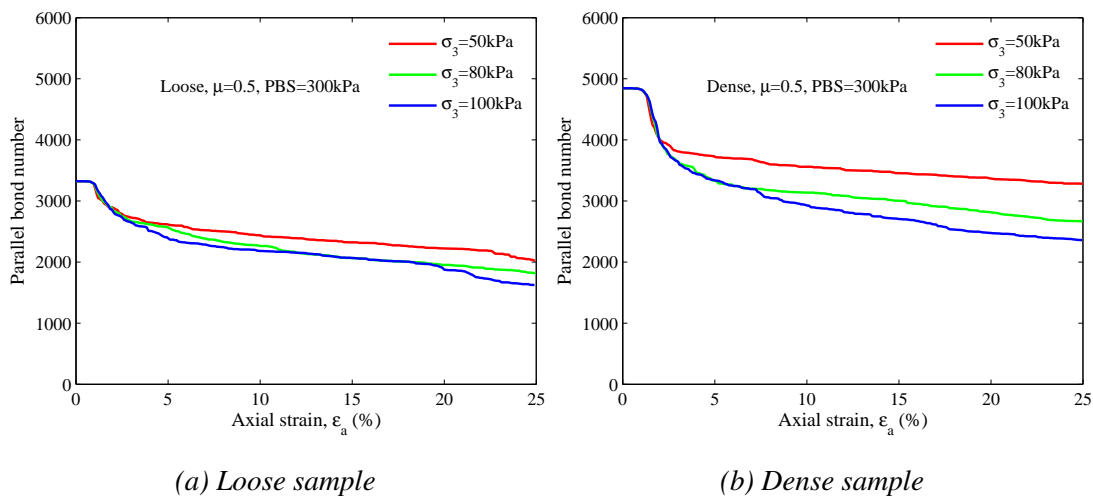 6000
5000
4000
3000
2000
1000
0
Parallel bond number
σ3=50kPa
σ3=80kPa
σ3=100kPa
Loose, μ=0.5, PBS=300kPa
0 5 10 15 20 25
Axial strain, εa (%)
(a) Loose sample
6000
5000
4000
3000
2000
1000
0
Parallel bond number
σ3=50kPa
σ3=80kPa
σ3=100kPa
Dense, μ=0.5, PBS=300kPa
0 5 10 15 20 25
Axial strain, εa (%)
(b) Dense sample